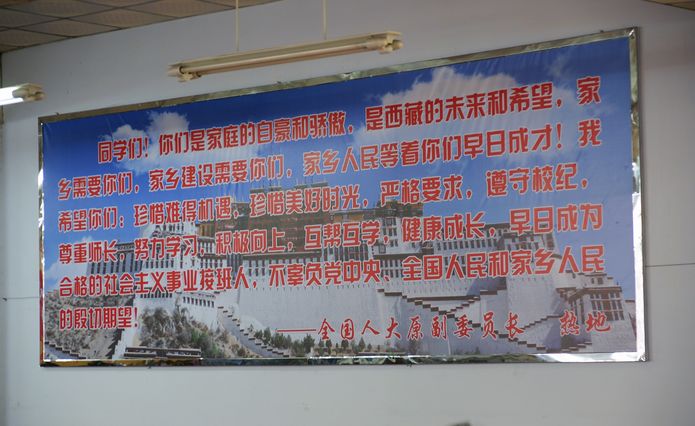 同学们！你们是家庭的自豪和骄傲，是西藏的未来和希望，家
乡需要你们，家乡建设需要你们，家乡人民等着你们早日成才！我
希望你们：珍惜难得机遇，珍惜美好时光，严格要求，遵守校纪，
尊重师长，努力学习，积极向上，互帮互学，健康成长，早日成为
合格的社会主义事业接班人，不辜负党中央、全国人民和家乡人民
的殷切期望！
——全国人大原副委员长 热地